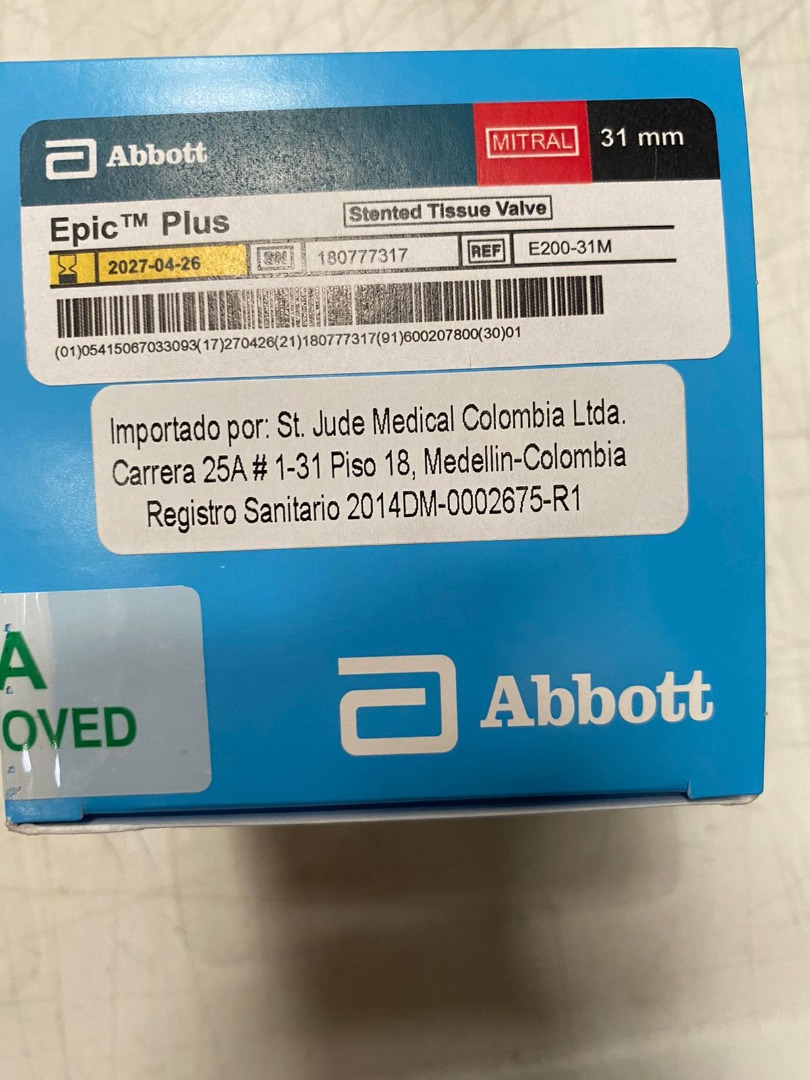 Abbott
MITRAL 31 mm
Epic™ Plus Stented Tissue Valve
2027-04-26 SN 180777317 REF E200-31M
(01)05415067033093(17)270426(21)180777317(91)600207800(30)01
Importado por: St. Jude Medical Colombia Ltda.
Carrera 25A # 1-31 Piso 18, Medellin-Colombia
Registro Sanitario 2014DM-0002675-R1
A
OVED
Abbott